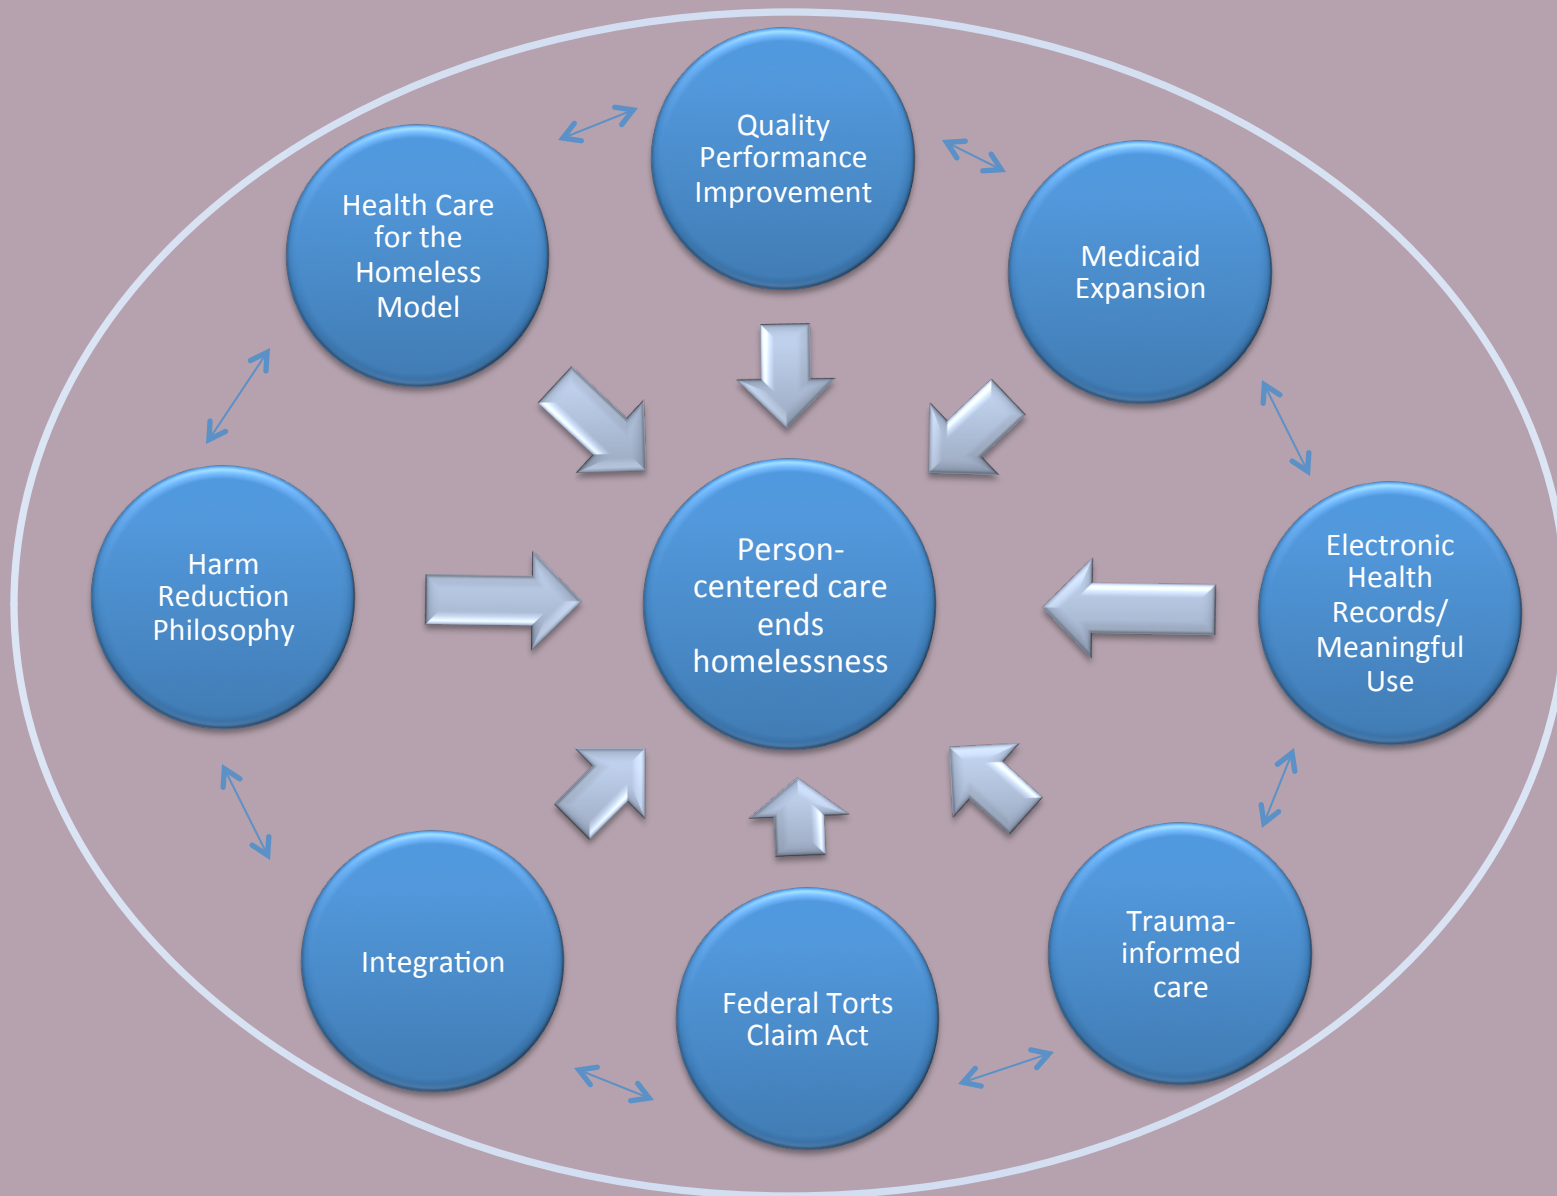 Quality
Performance
Improvement
Health Care
for the
Homeless
Model
Medicaid
Expansion
Harm
Reduction
Philosophy
Person-
centered care
ends
homelessness
Electronic
Health
Records/
Meaningful
Use
Integration
Federal Torts
Claim Act
Trauma-
informed
care